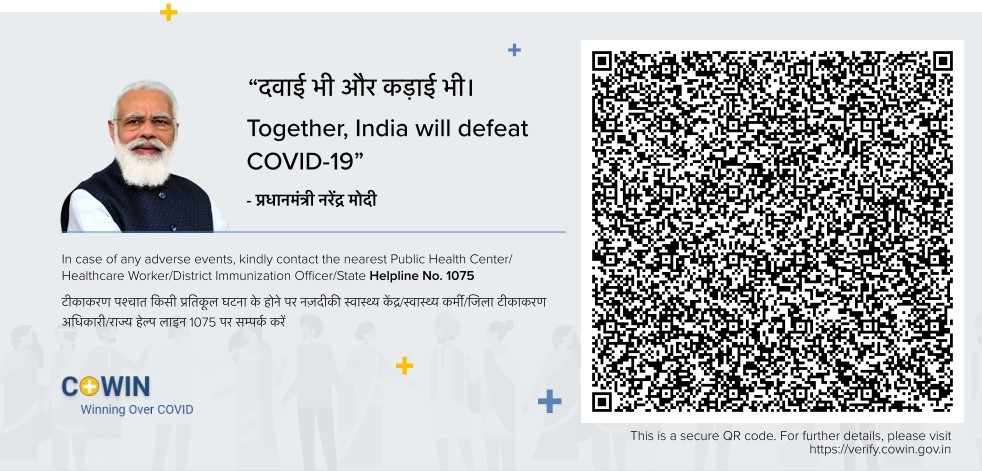 “दवाई भी और कड़ाई भी।
Together, India will defeat
COVID-19”
- प्रधानमंत्री नरेंद्र मोदी
In case of any adverse events, kindly contact the nearest Public Health Center/
Healthcare Worker/District Immunization Officer/State Helpline No. 1075
टीकाकरण पश्चात किसी प्रतिकूल घटना के होने पर नज़दीकी स्वास्थ्य केंद्र/स्वास्थ्य कर्मी/जिला टीकाकरण
अधिकारी/राज्य हेल्प लाइन 1075 पर सम्पर्क करें
COWIN
Winning Over COVID
This is a secure QR code. For further details, please visit
https://verify.cowin.gov.in